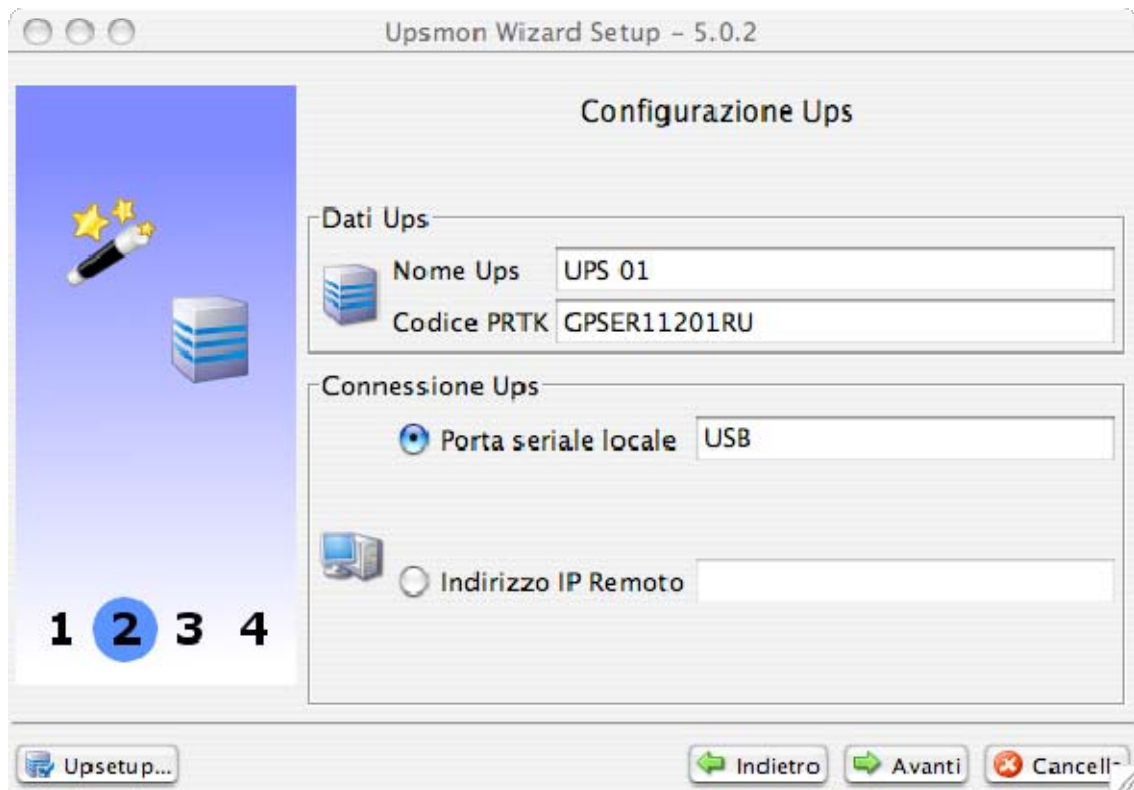 Upsmon Wizard Setup – 5.0.2
Configurazione Ups
Dati Ups
Nome Ups UPS 01
Codice PRTK GPSER11201RU
Connessione Ups
Porta seriale locale USB
Indirizzo IP Remoto
1 2 3 4
Upsetup... Indietro Avanti